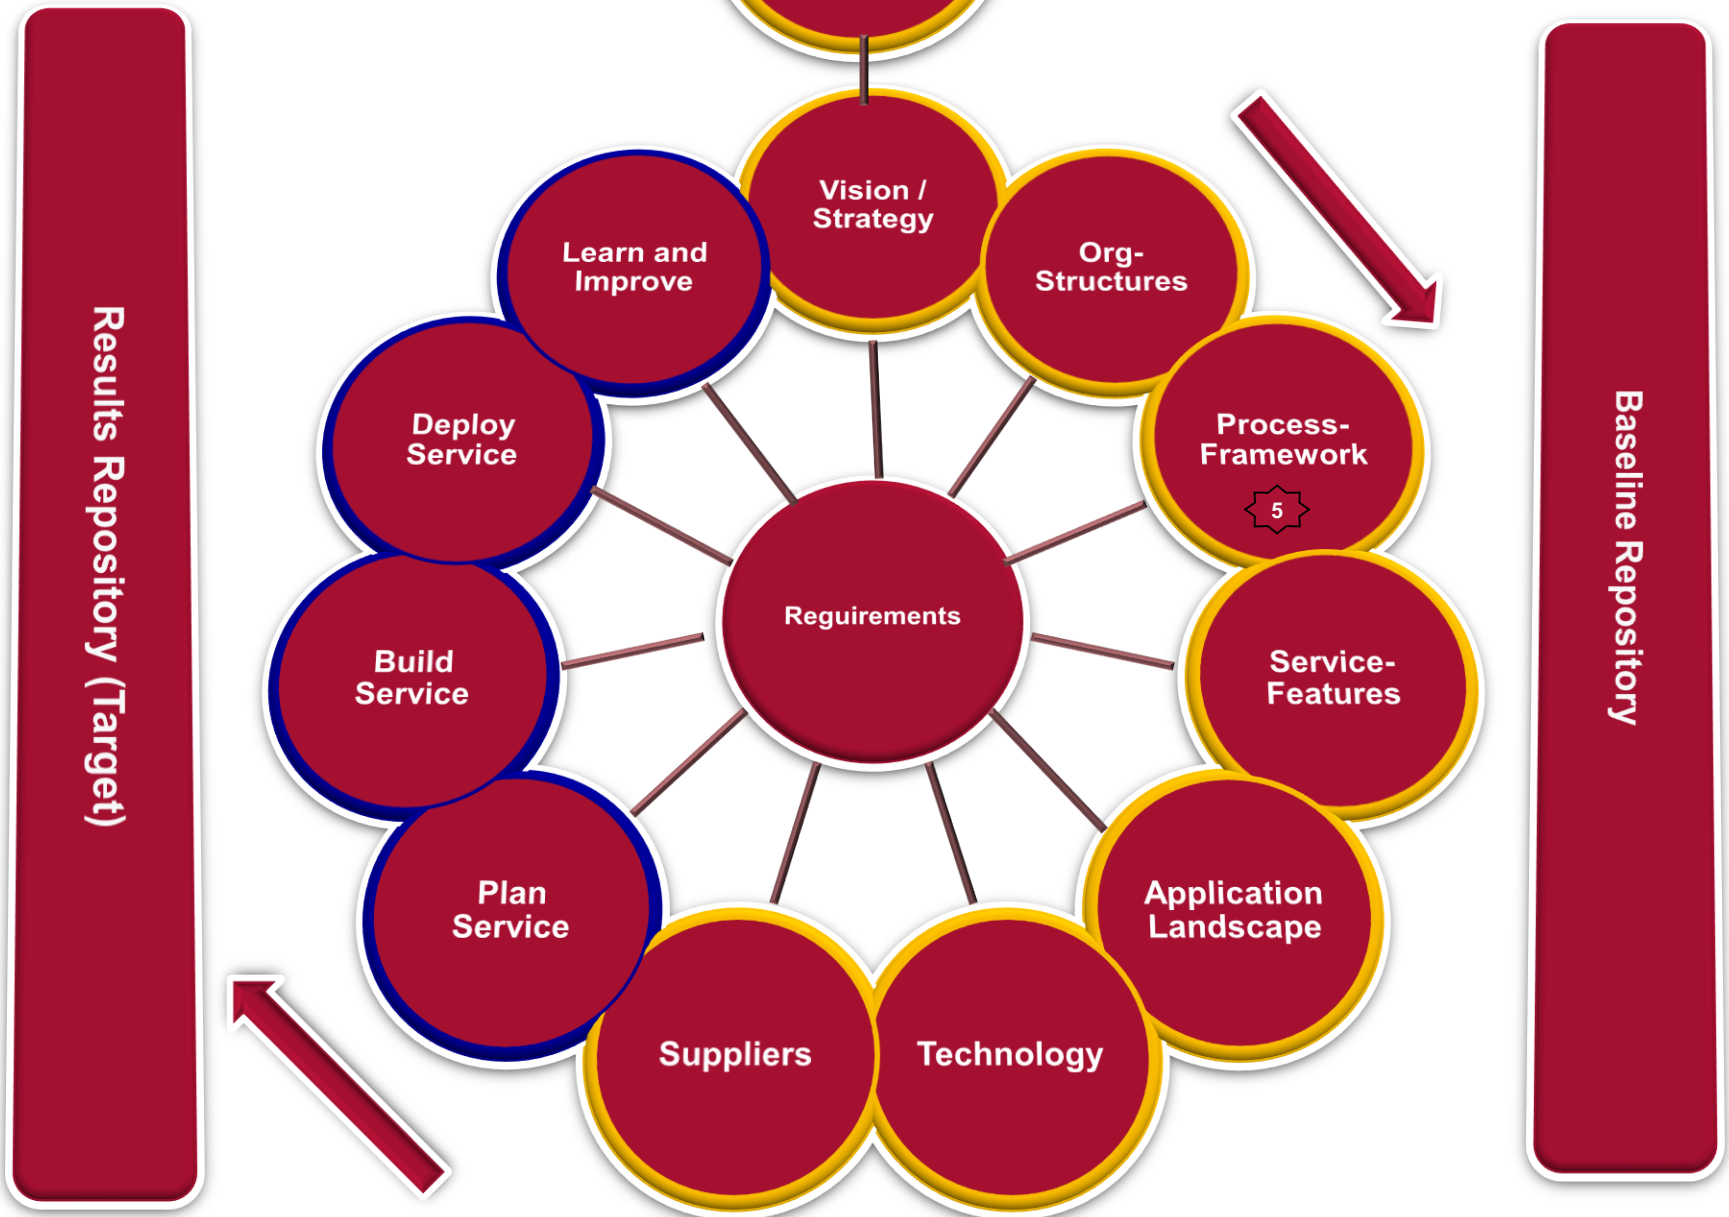 Vision /
Strategy
Org-
Structures
Process-
Framework
5
Service-
Features
Application
Landscape
Technology
Suppliers
Plan
Service
Build
Service
Deploy
Service
Learn and
Improve
Reguirements
Results Repository (Target)
Baseline Repository